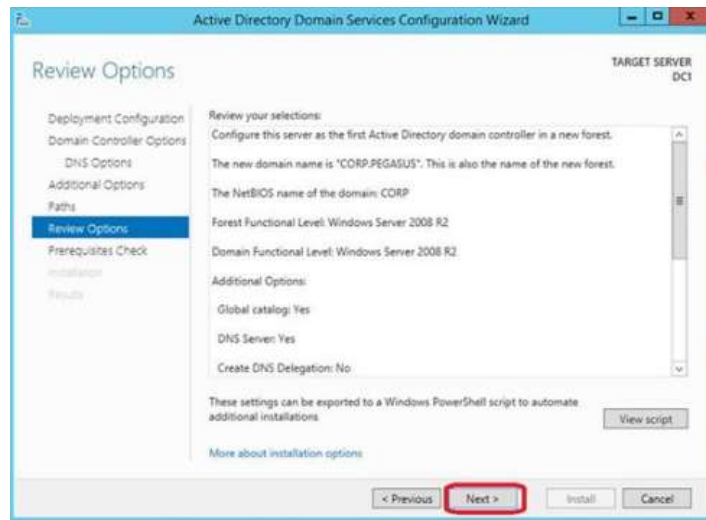 Active Directory Domain Services Configuration Wizard
Review Options
TARGET SERVER
DC1
Deployment Configuration
Domain Controller Options
DNS Options
Additional Options
Paths
Review Options
Prerequisites Check
Installation
Results
Review your selections:
Configure this server as the first Active Directory domain controller in a new forest.
The new domain name is "CORP.PEGASUS". This is also the name of the new forest.
The NetBIOS name of the domain: CORP
Forest Functional Level: Windows Server 2008 R2
Domain Functional Level: Windows Server 2008 R2
Additional Options:
Global catalog: Yes
DNS Server: Yes
Create DNS Delegation: No
These settings can be exported to a Windows PowerShell script to automate
additional installations
View script
More about installation options
< Previous
Next >
Install
Cancel